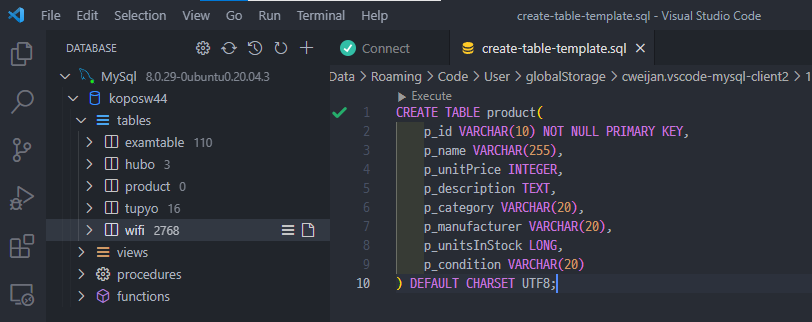 File Edit Selection View Go Run Terminal Help create-table-template.sql - Visual Studio Code
DATABASE
MySql 8.0.29-0ubuntu0.20.04.3
koposw44
tables
examtable 110
hubo 3
product 0
tupyo 16
wifi 2768
views
procedures
functions
Connect create-table-template.sql
Data > Roaming > Code > User > globalStorage > cweijan.vscode-mysql-client2 > 1
Execute
1 CREATE TABLE product(
2 p_id VARCHAR(10) NOT NULL PRIMARY KEY,
3 p_name VARCHAR(255),
4 p_unitPrice INTEGER,
5 p_description TEXT,
6 p_category VARCHAR(20),
7 p_manufacturer VARCHAR(20),
8 p_unitsInStock LONG,
9 p_condition VARCHAR(20)
10 ) DEFAULT CHARSET UTF8;